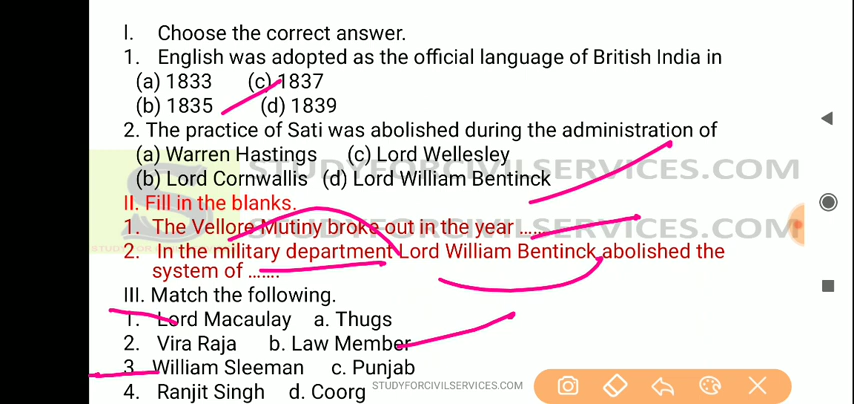 I. Choose the correct answer.
1. English was adopted as the official language of British India in
(a) 1833 (c) 1837
(b) 1835 (d) 1839
2. The practice of Sati was abolished during the administration of
(a) Warren Hastings (c) Lord Wellesley
STUDYFORCIVILSERVICES.COM
(b) Lord Cornwallis (d) Lord William Bentinck
II. Fill in the blanks.
1. The Vellore Mutiny broke out in the year ......
STUDYFORCIVILSERVICES.COM
2. In the military department Lord William Bentinck abolished the
system of .......
III. Match the following.
1. Lord Macaulay a. Thugs
2. Vira Raja b. Law Member
3. William Sleeman c. Punjab
4. Ranjit Singh d. Coorg
STUDYFORCIVILSERVICES.COM